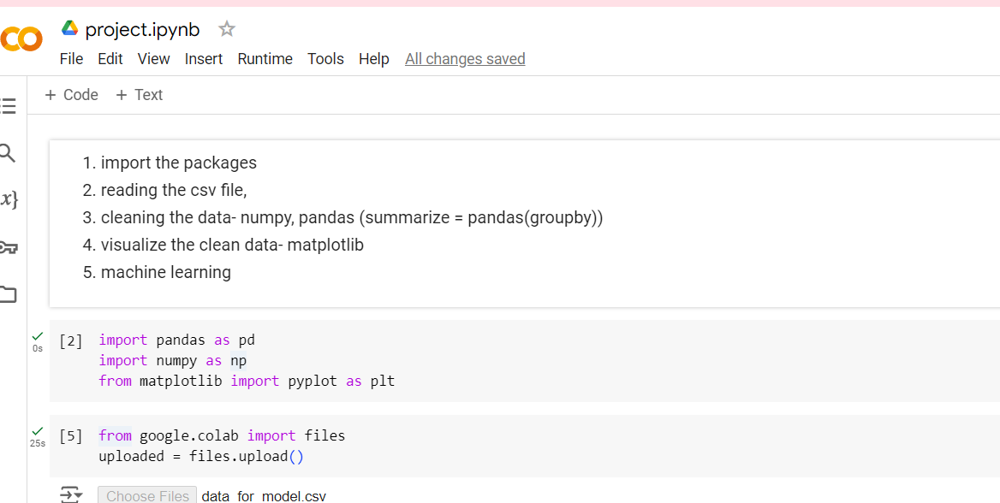 project.ipynb
File Edit View Insert Runtime Tools Help All changes saved
+ Code + Text
1. import the packages
2. reading the csv file,
3. cleaning the data- numpy, pandas (summarize = pandas(groupby))
4. visualize the clean data- matplotlib
5. machine learning
[2] import pandas as pd
0s import numpy as np
from matplotlib import pyplot as plt
[5] from google.colab import files
25s uploaded = files.upload()
Choose Files data_for_model.csv
{x}